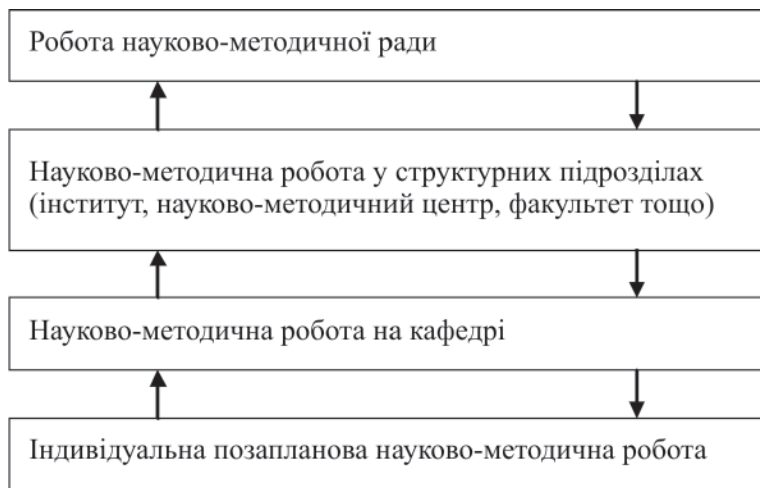 Робота науково-методичної ради
Науково-методична робота у структурних підрозділах
(інститут, науково-методичний центр, факультет тощо)
Науково-методична робота на кафедрі
Індивідуальна позапланова науково-методична робота